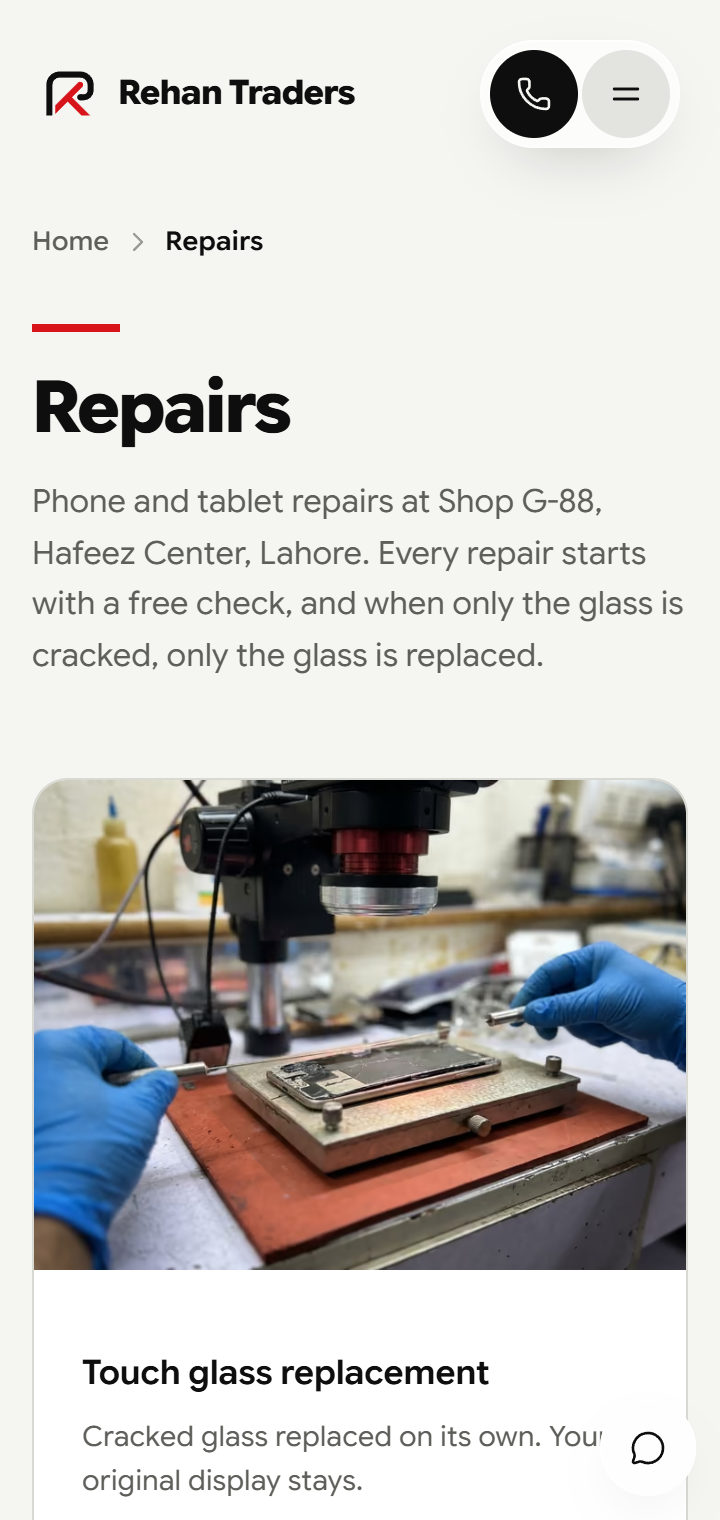 Rehan Traders
Home
Repairs
Repairs
Phone and tablet repairs at Shop G-88,
Hafeez Center, Lahore. Every repair starts
with a free check, and when only the glass is
cracked, only the glass is replaced.
Touch glass replacement
Cracked glass replaced on its own. Your
original display stays.